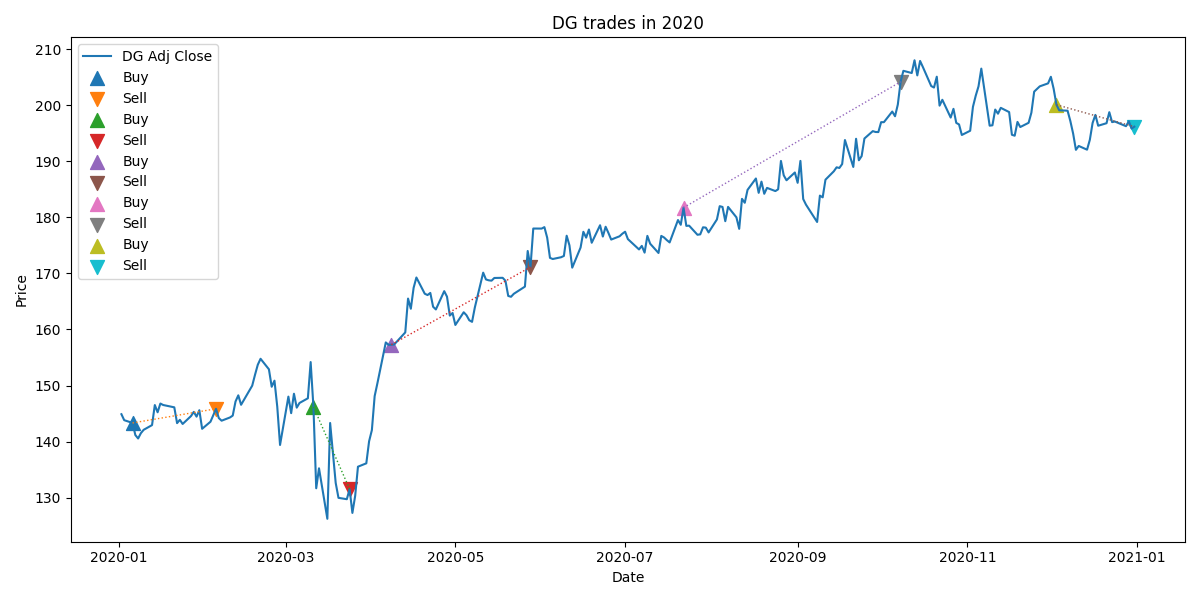 DG trades in 2020
210
200
190
180
170
160
150
140
130
Price
DG Adj Close
Buy
Sell
Buy
Sell
Buy
Sell
Buy
Sell
Buy
Sell
2020-01
2020-03
2020-05
2020-07
2020-09
2020-11
2021-01
Date